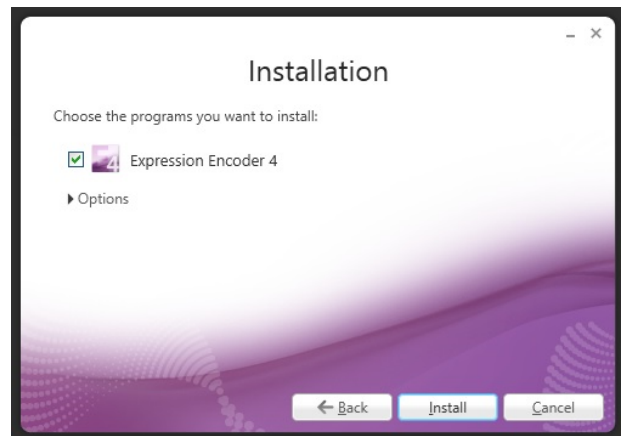 Installation
Choose the programs you want to install:
Expression Encoder 4
Options
Back Install Cancel